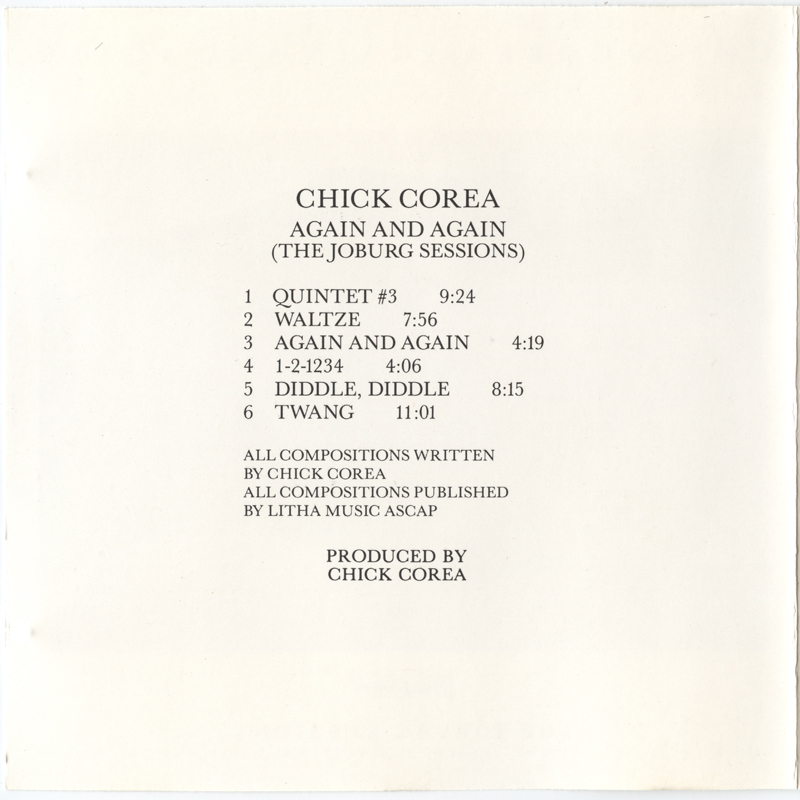 CHICK COREA
AGAIN AND AGAIN
(THE JOBURG SESSIONS)
1 QUINTET #3 9:24
2 WALTZE 7:56
3 AGAIN AND AGAIN 4:19
4 1-2-1234 4:06
5 DIDDLE, DIDDLE 8:15
6 TWANG 11:01
ALL COMPOSITIONS WRITTEN
BY CHICK COREA
ALL COMPOSITIONS PUBLISHED
BY LITHA MUSIC ASCAP
PRODUCED BY
CHICK COREA